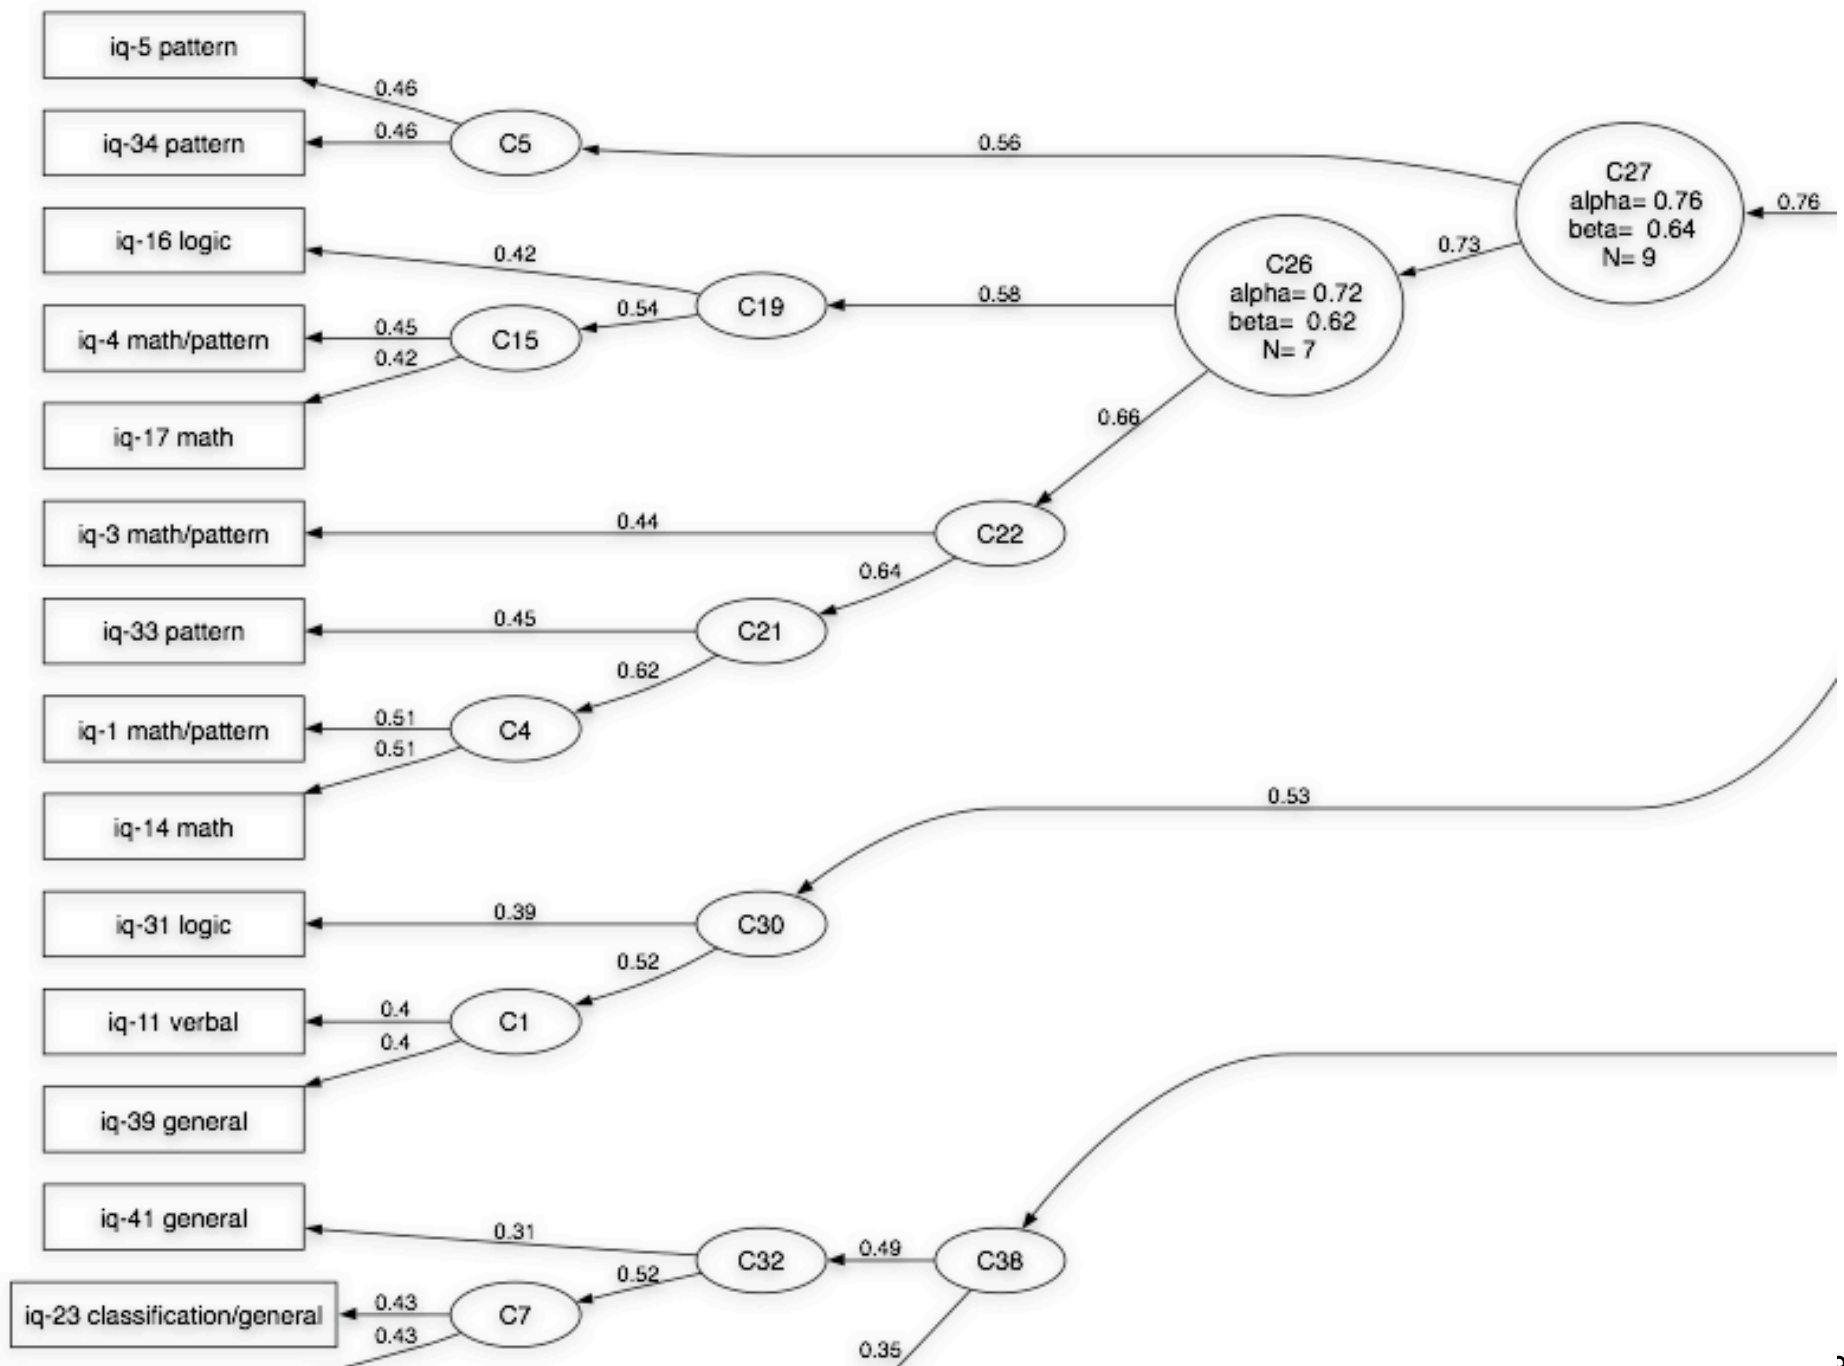 iq-5 pattern
0.46
iq-34 pattern
0.46
C5
0.56
C27
alpha= 0.76
beta= 0.64
N= 9
0.76
iq-16 logic
0.42
0.73
C26
alpha= 0.72
beta= 0.62
N= 7
iq-4 math/pattern
0.45
C15
0.54
C19
0.58
0.42
iq-17 math
0.66
iq-3 math/pattern
0.44
C22
0.64
iq-33 pattern
0.45
C21
0.62
iq-1 math/pattern
0.51
C4
0.51
iq-14 math
0.53
iq-31 logic
0.39
C30
0.52
iq-11 verbal
0.4
C1
0.4
iq-39 general
iq-41 general
0.31
C32
0.49
C38
0.52
iq-23 classification/general
0.43
C7
0.43
0.35